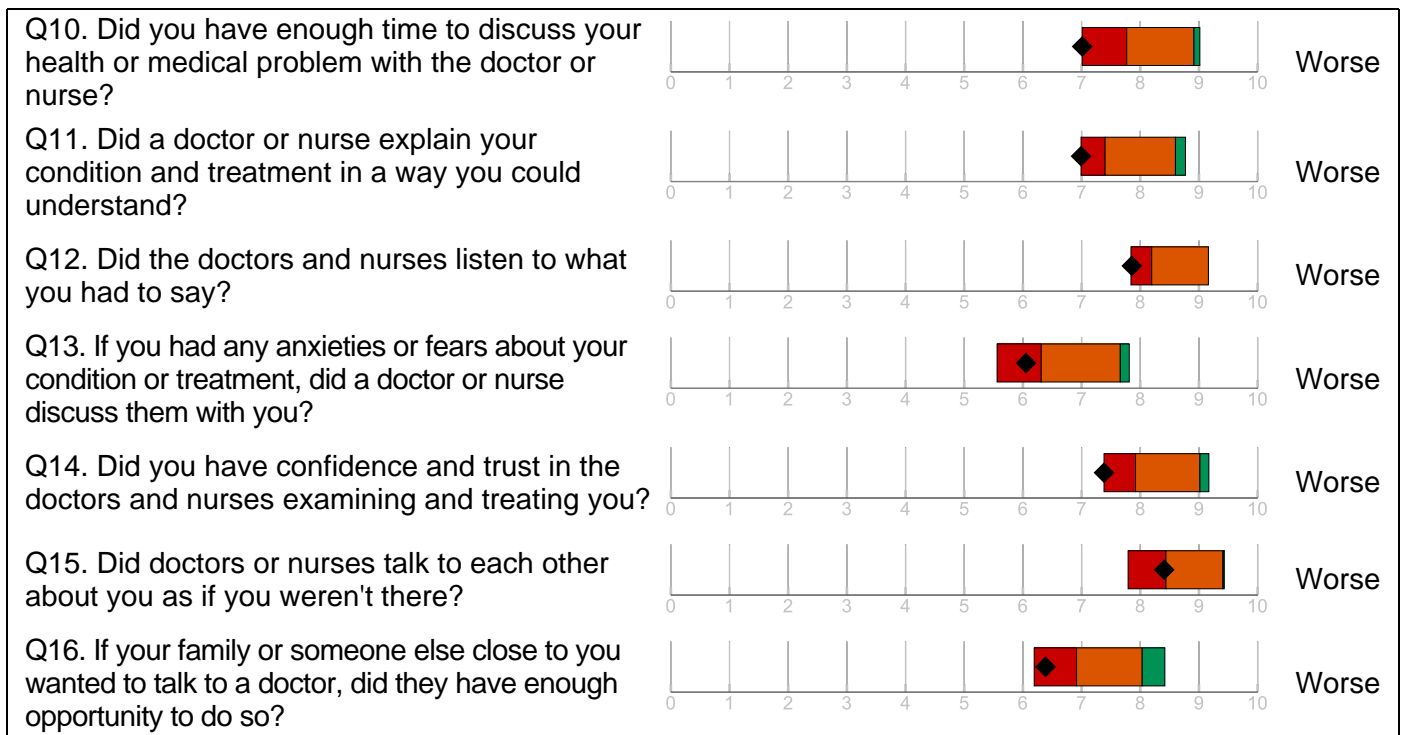 Q10. Did you have enough time to discuss your
health or medical problem with the doctor or
nurse?
0 1 2 3 4 5 6 7 8 9 10
Worse
Q11. Did a doctor or nurse explain your
condition and treatment in a way you could
understand?
0 1 2 3 4 5 6 7 8 9 10
Worse
Q12. Did the doctors and nurses listen to what
you had to say?
0 1 2 3 4 5 6 7 8 9 10
Worse
Q13. If you had any anxieties or fears about your
condition or treatment, did a doctor or nurse
discuss them with you?
0 1 2 3 4 5 6 7 8 9 10
Worse
Q14. Did you have confidence and trust in the
doctors and nurses examining and treating you?
0 1 2 3 4 5 6 7 8 9 10
Worse
Q15. Did doctors or nurses talk to each other
about you as if you weren't there?
0 1 2 3 4 5 6 7 8 9 10
Worse
Q16. If your family or someone else close to you
wanted to talk to a doctor, did they have enough
opportunity to do so?
0 1 2 3 4 5 6 7 8 9 10
Worse